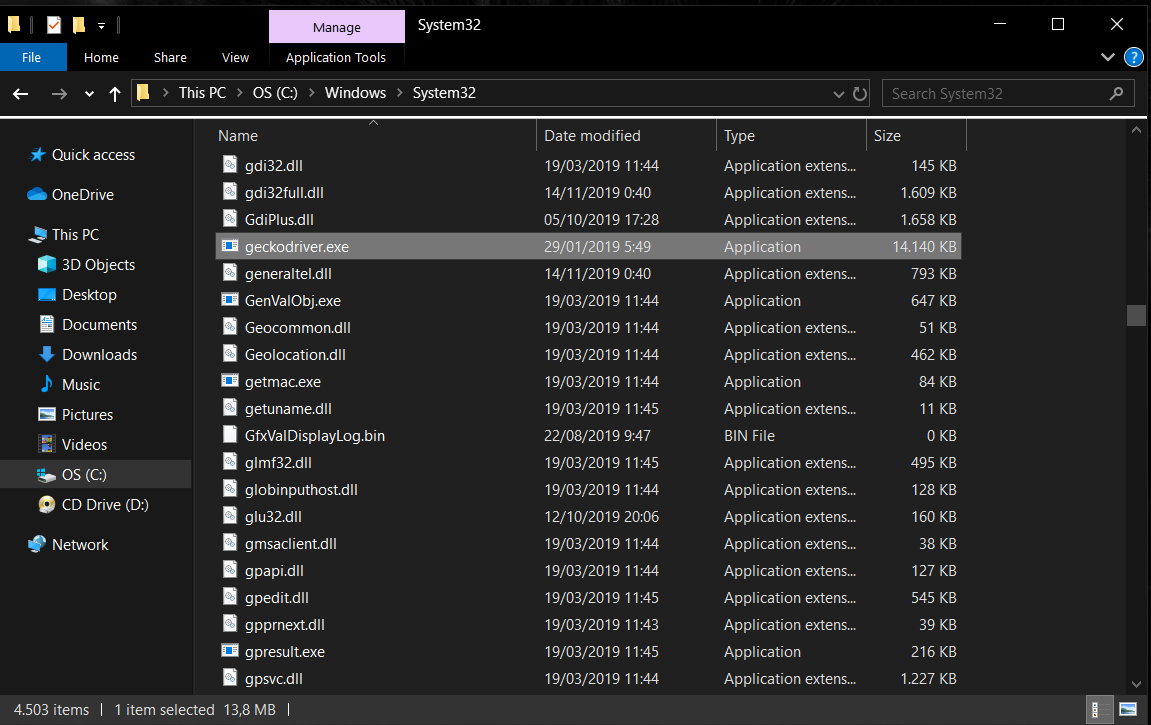 Manage
System32
File Home Share View Application Tools
?
This PC OS (C:) Windows System32
Search System32
Quick access
OneDrive
This PC
3D Objects
Desktop
Documents
Downloads
Music
Pictures
Videos
OS (C:)
CD Drive (D:)
Network
Name Date modified Type Size
gdi32.dll 19/03/2019 11:44 Application extens... 145 KB
gdi32full.dll 14/11/2019 0:40 Application extens... 1.609 KB
GdiPlus.dll 05/10/2019 17:28 Application extens... 1.658 KB
geckodriver.exe 29/01/2019 5:49 Application 14.140 KB
generaltel.dll 14/11/2019 0:40 Application extens... 793 KB
GenValObj.exe 19/03/2019 11:44 Application 647 KB
Geocommon.dll 19/03/2019 11:44 Application extens... 51 KB
Geolocation.dll 19/03/2019 11:44 Application extens... 462 KB
getmac.exe 19/03/2019 11:44 Application 84 KB
getuname.dll 19/03/2019 11:45 Application extens... 11 KB
GfxValDisplayLog.bin 22/08/2019 9:47 BIN File 0 KB
glmf32.dll 19/03/2019 11:45 Application extens... 495 KB
globinputhost.dll 19/03/2019 11:44 Application extens... 128 KB
glu32.dll 12/10/2019 20:06 Application extens... 160 KB
gmsaclient.dll 19/03/2019 11:44 Application extens... 38 KB
gpapi.dll 19/03/2019 11:44 Application extens... 127 KB
gpedit.dll 19/03/2019 11:45 Application extens... 545 KB
gpprnext.dll 19/03/2019 11:43 Application extens... 39 KB
gpresult.exe 19/03/2019 11:45 Application 216 KB
gpsvc.dll 19/03/2019 11:44 Application extens... 1.227 KB
4.503 items 1 item selected 13,8 MB